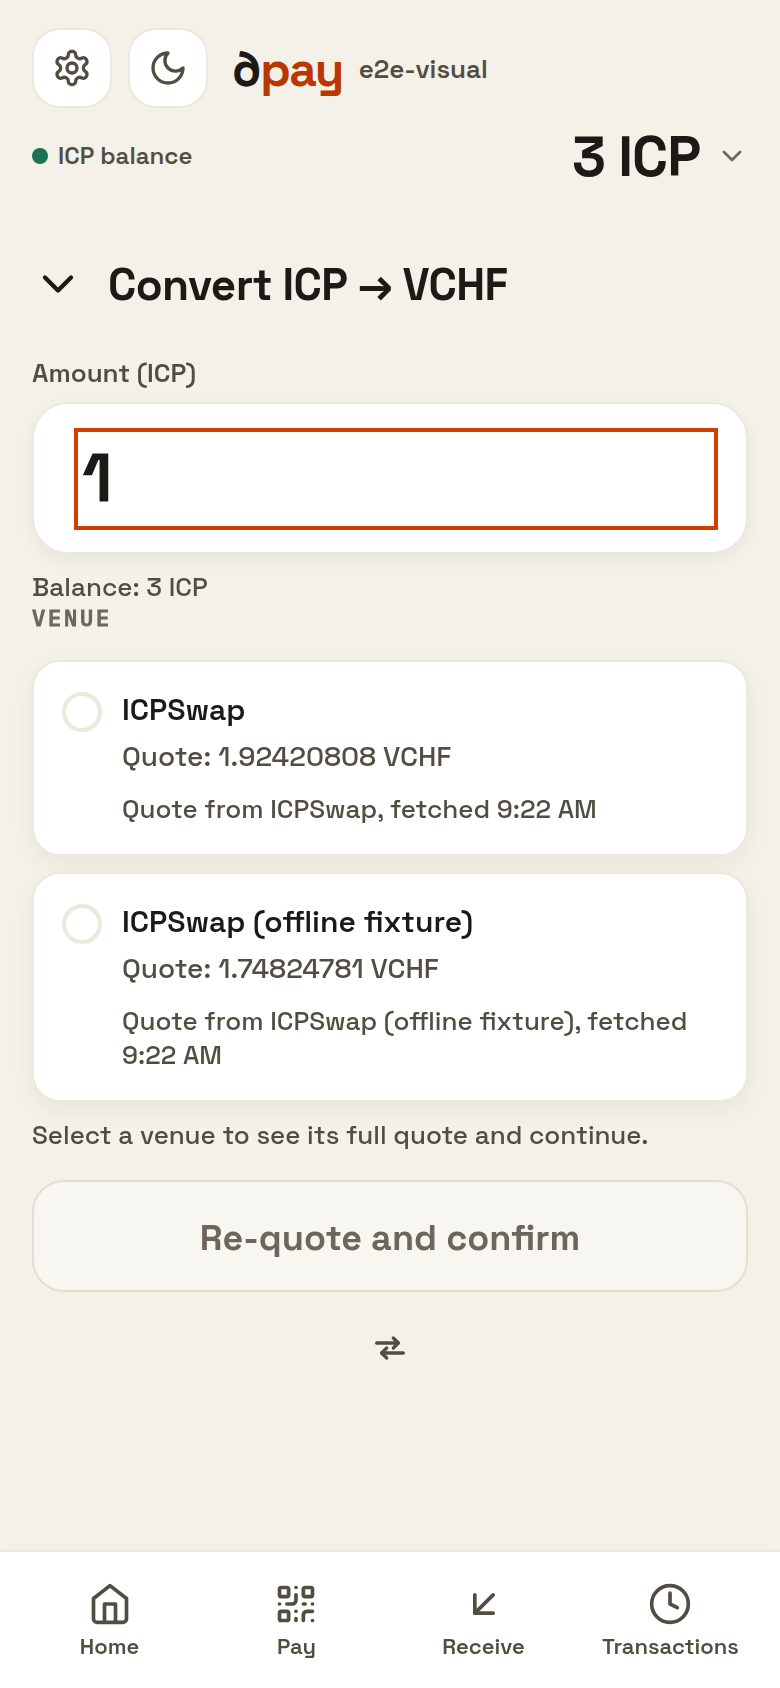 ∂pay e2e-visual
ICP balance
3 ICP
Convert ICP → VCHF
Amount (ICP)
1
Balance: 3 ICP
VENUE
ICPSwap
Quote: 1.92420808 VCHF
Quote from ICPSwap, fetched 9:22 AM
ICPSwap (offline fixture)
Quote: 1.74824781 VCHF
Quote from ICPSwap (offline fixture), fetched
9:22 AM
Select a venue to see its full quote and continue.
Re-quote and confirm
Home
Pay
Receive
Transactions